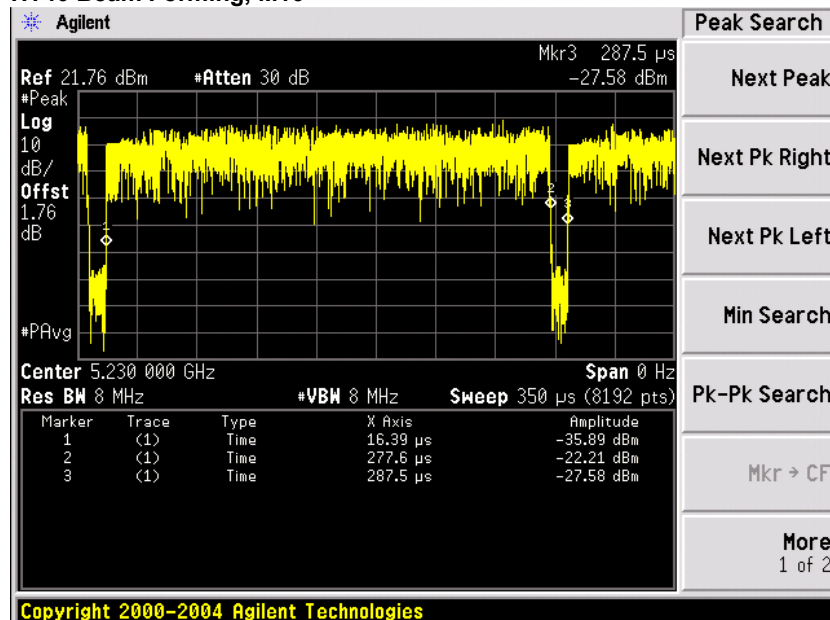 Agilent
Peak Search
Mkr3 287.5 µs
Ref 21.76 dBm #Atten 30 dB -27.58 dBm
#Peak
Log
10
dB/
Offst
1.76
dB
#PAvg
1
2
3
Center 5.230 000 GHz Span 0 Hz
Res BW 8 MHz #VBW 8 MHz Sweep 350 µs (8192 pts)
Marker Trace Type X Axis Amplitude
1 (1) Time 16.39 µs -35.89 dBm
2 (1) Time 277.6 µs -22.21 dBm
3 (1) Time 287.5 µs -27.58 dBm
Next Peak
Next Pk Right
Next Pk Left
Min Search
Pk-Pk Search
Mkr → CF
More
1 of 2
Copyright 2000-2004 Agilent Technologies